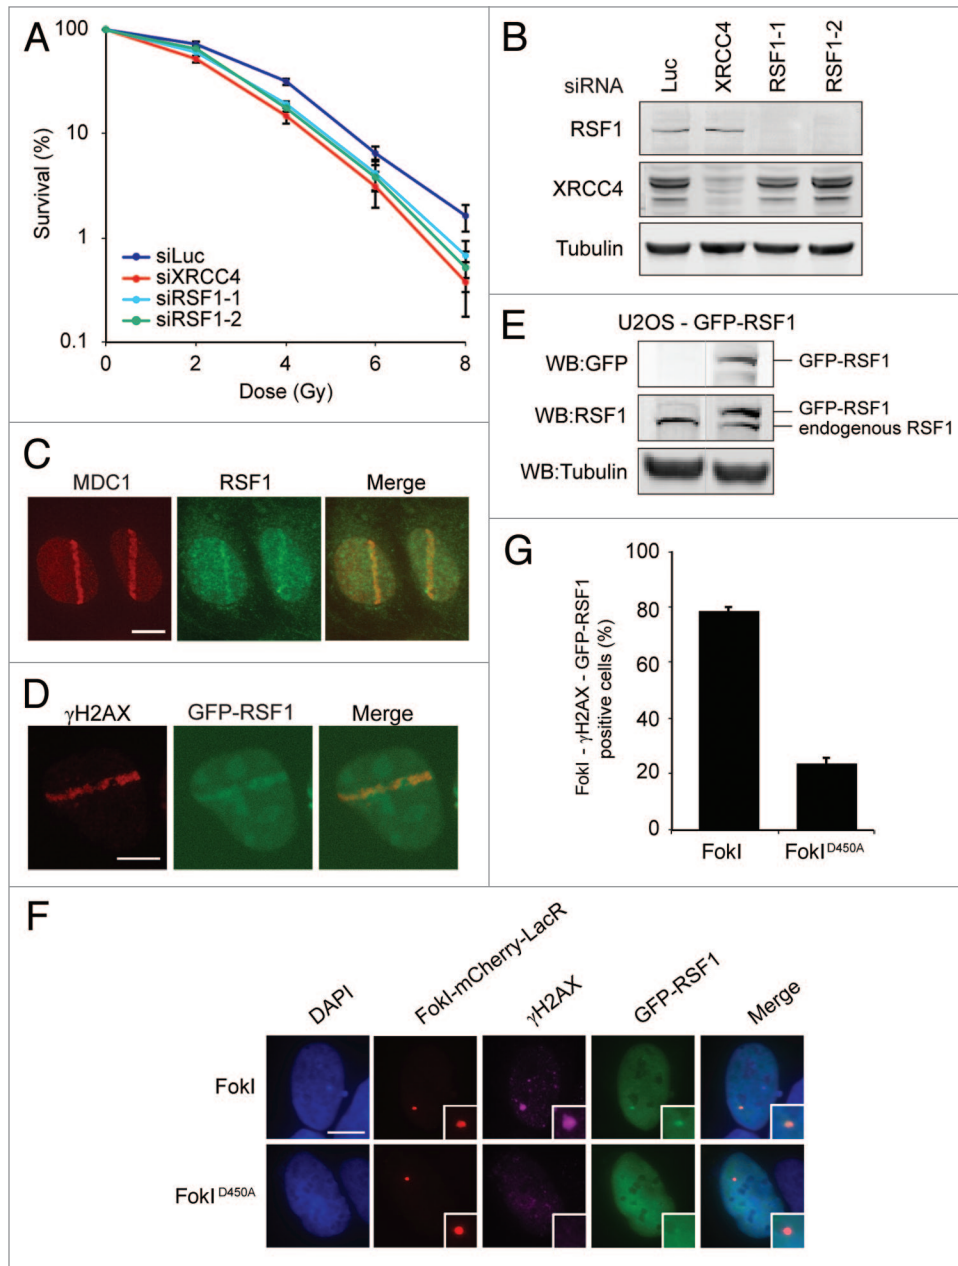 A
100
10
1
0.1
Survival (%)
siLuc
siXRCC4
siRSF1-1
siRSF1-2
0 2 4 6 8
Dose (Gy)
B
siRNA Luc XRCC4 RSF1-1 RSF1-2
RSF1
XRCC4
Tubulin
C
MDC1 RSF1 Merge
D
γH2AX GFP-RSF1 Merge
E
U2OS - GFP-RSF1
WB:GFP GFP-RSF1
WB:RSF1 GFP-RSF1
endogenous RSF1
WB:Tubulin
G
FokI - γH2AX - GFP-RSF1
positive cells (%)
100
80
60
40
20
0
FokI FokI D450A
F
DAPI FokI-mCherry-LacR γH2AX GFP-RSF1 Merge
FokI
FokI D450A